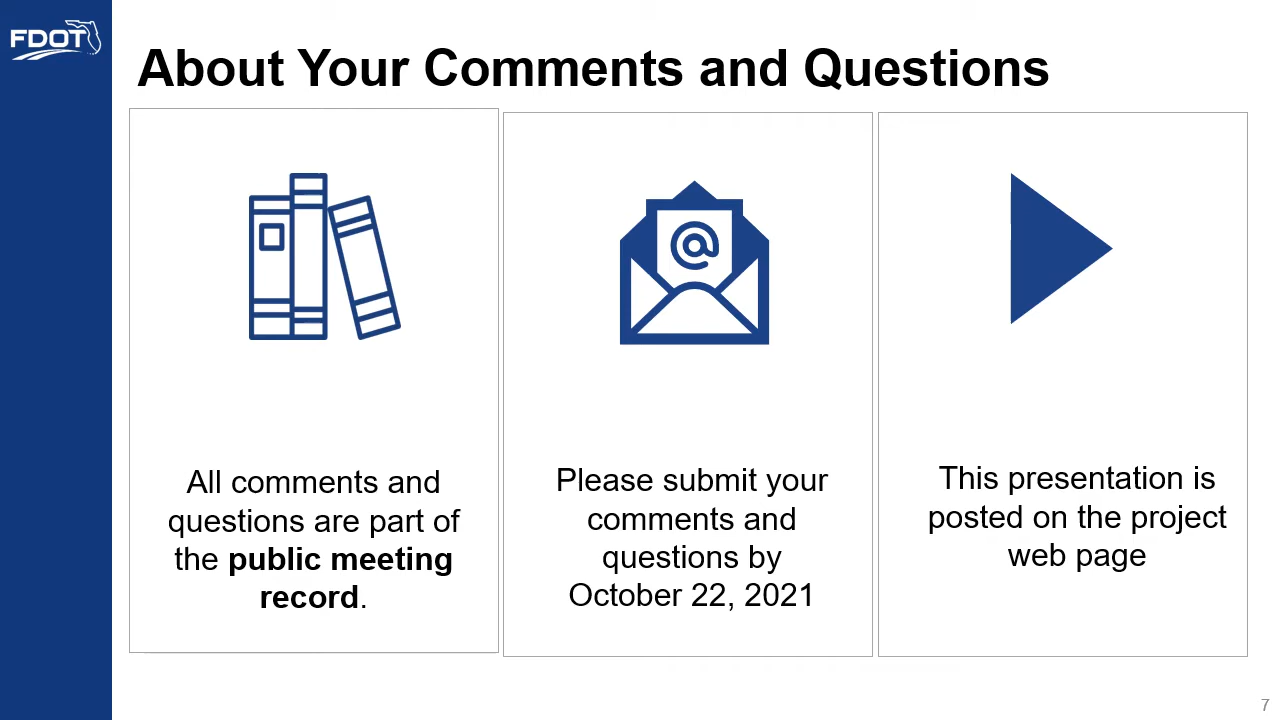 FDOT
About Your Comments and Questions
All comments and
questions are part of
the public meeting
record.
@
Please submit your
comments and
questions by
October 22, 2021
This presentation is
posted on the project
web page
7